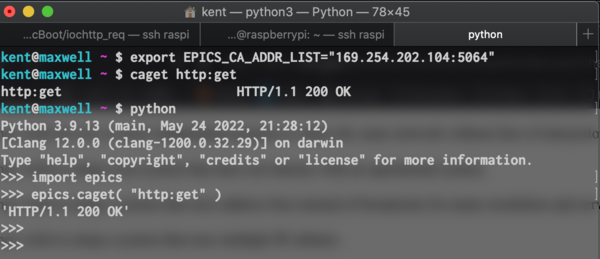 kent — python3 — Python — 78×45
...cBoot/iochttp_req — ssh raspi
...@raspberrypi: ~ — ssh raspi
python
kent@maxwell ~ $ export EPICS_CA_ADDR_LIST="169.254.202.104:5064"
kent@maxwell ~ $ caget http:get
http:get                       HTTP/1.1 200 OK
kent@maxwell ~ $ python
Python 3.9.13 (main, May 24 2022, 21:28:12)
[Clang 12.0.0 (clang-1200.0.32.29)] on darwin
Type "help", "copyright", "credits" or "license" for more information.
>>> import epics
>>> epics.caget( "http:get" )
'HTTP/1.1 200 OK'
>>>
>>>